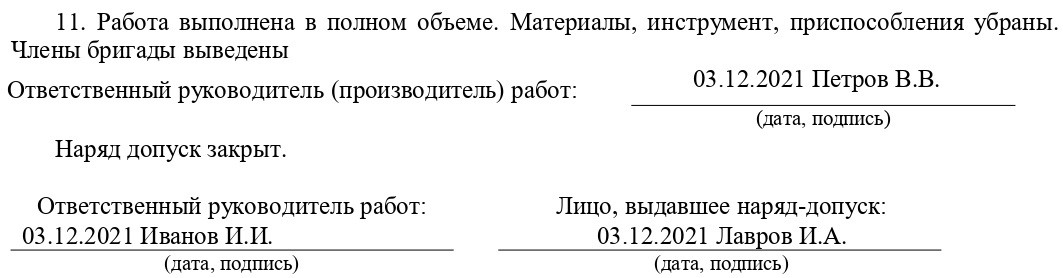 11. Работа выполнена в полном объеме. Материалы, инструмент, приспособления убраны.
Члены бригады выведены
Ответственный руководитель (производитель) работ: 03.12.2021 Петров В.В.
(дата, подпись)
Наряд допуск закрыт.
Ответственный руководитель работ: Лицо, выдавшее наряд-допуск:
03.12.2021 Иванов И.И. 03.12.2021 Лавров И.А.
(дата, подпись) (дата, подпись)